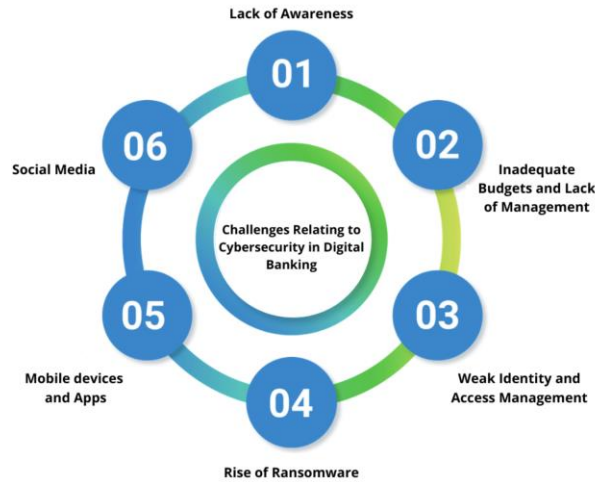 Lack of Awareness
01
02
Inadequate
Budgets and Lack
of Management
03
Weak Identity and
Access Management
04
Rise of Ransomware
05
Mobile devices
and Apps
06
Social Media
Challenges Relating to
Cybersecurity in Digital
Banking